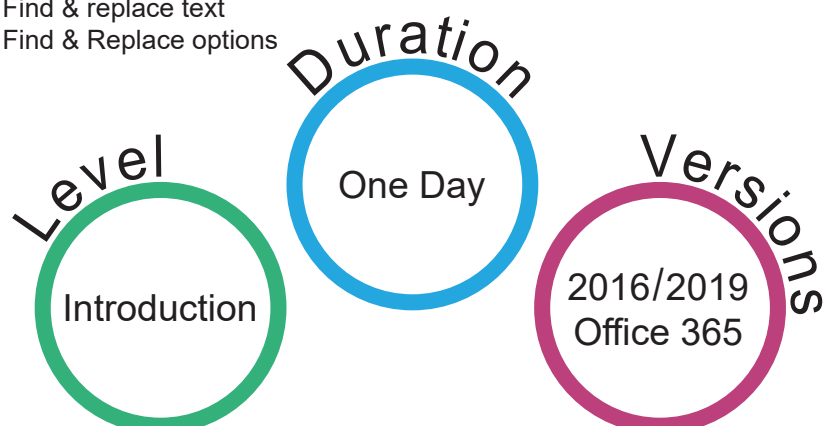 Find & replace text
Find & Replace options
Level
Introduction
Duration
One Day
Versions
2016/2019
Office 365